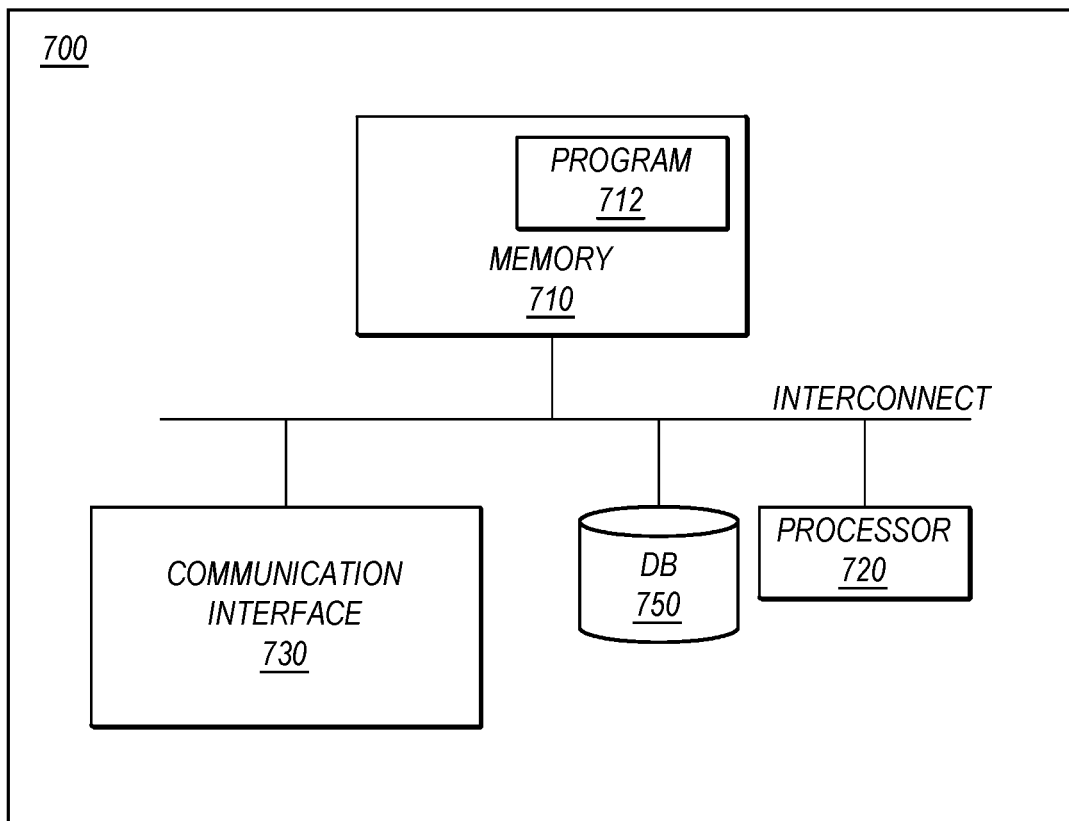 700
PROGRAM
712
MEMORY
710
INTERCONNECT
COMMUNICATION
INTERFACE
730
DB
750
PROCESSOR
720